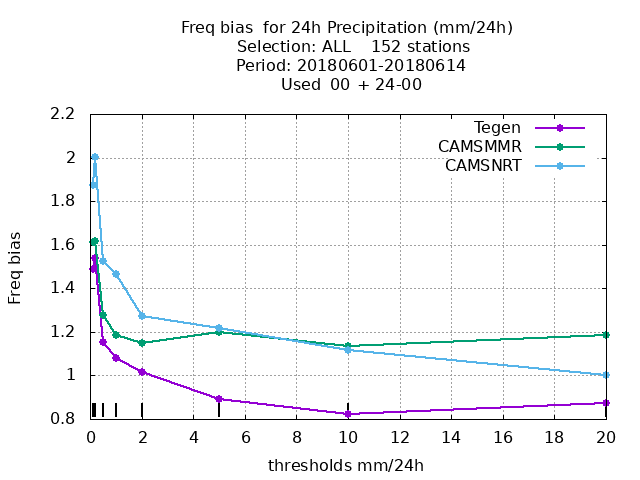 Freq bias  for 24h Precipitation (mm/24h)
Selection: ALL    152 stations
Period: 20180601-20180614
Used  00 + 24-00
Tegen
CAMSMMR
CAMSNRT
Freq bias
2.2
2
1.8
1.6
1.4
1.2
1
0.8
0 2 4 6 8 10 12 14 16 18 20
thresholds mm/24h